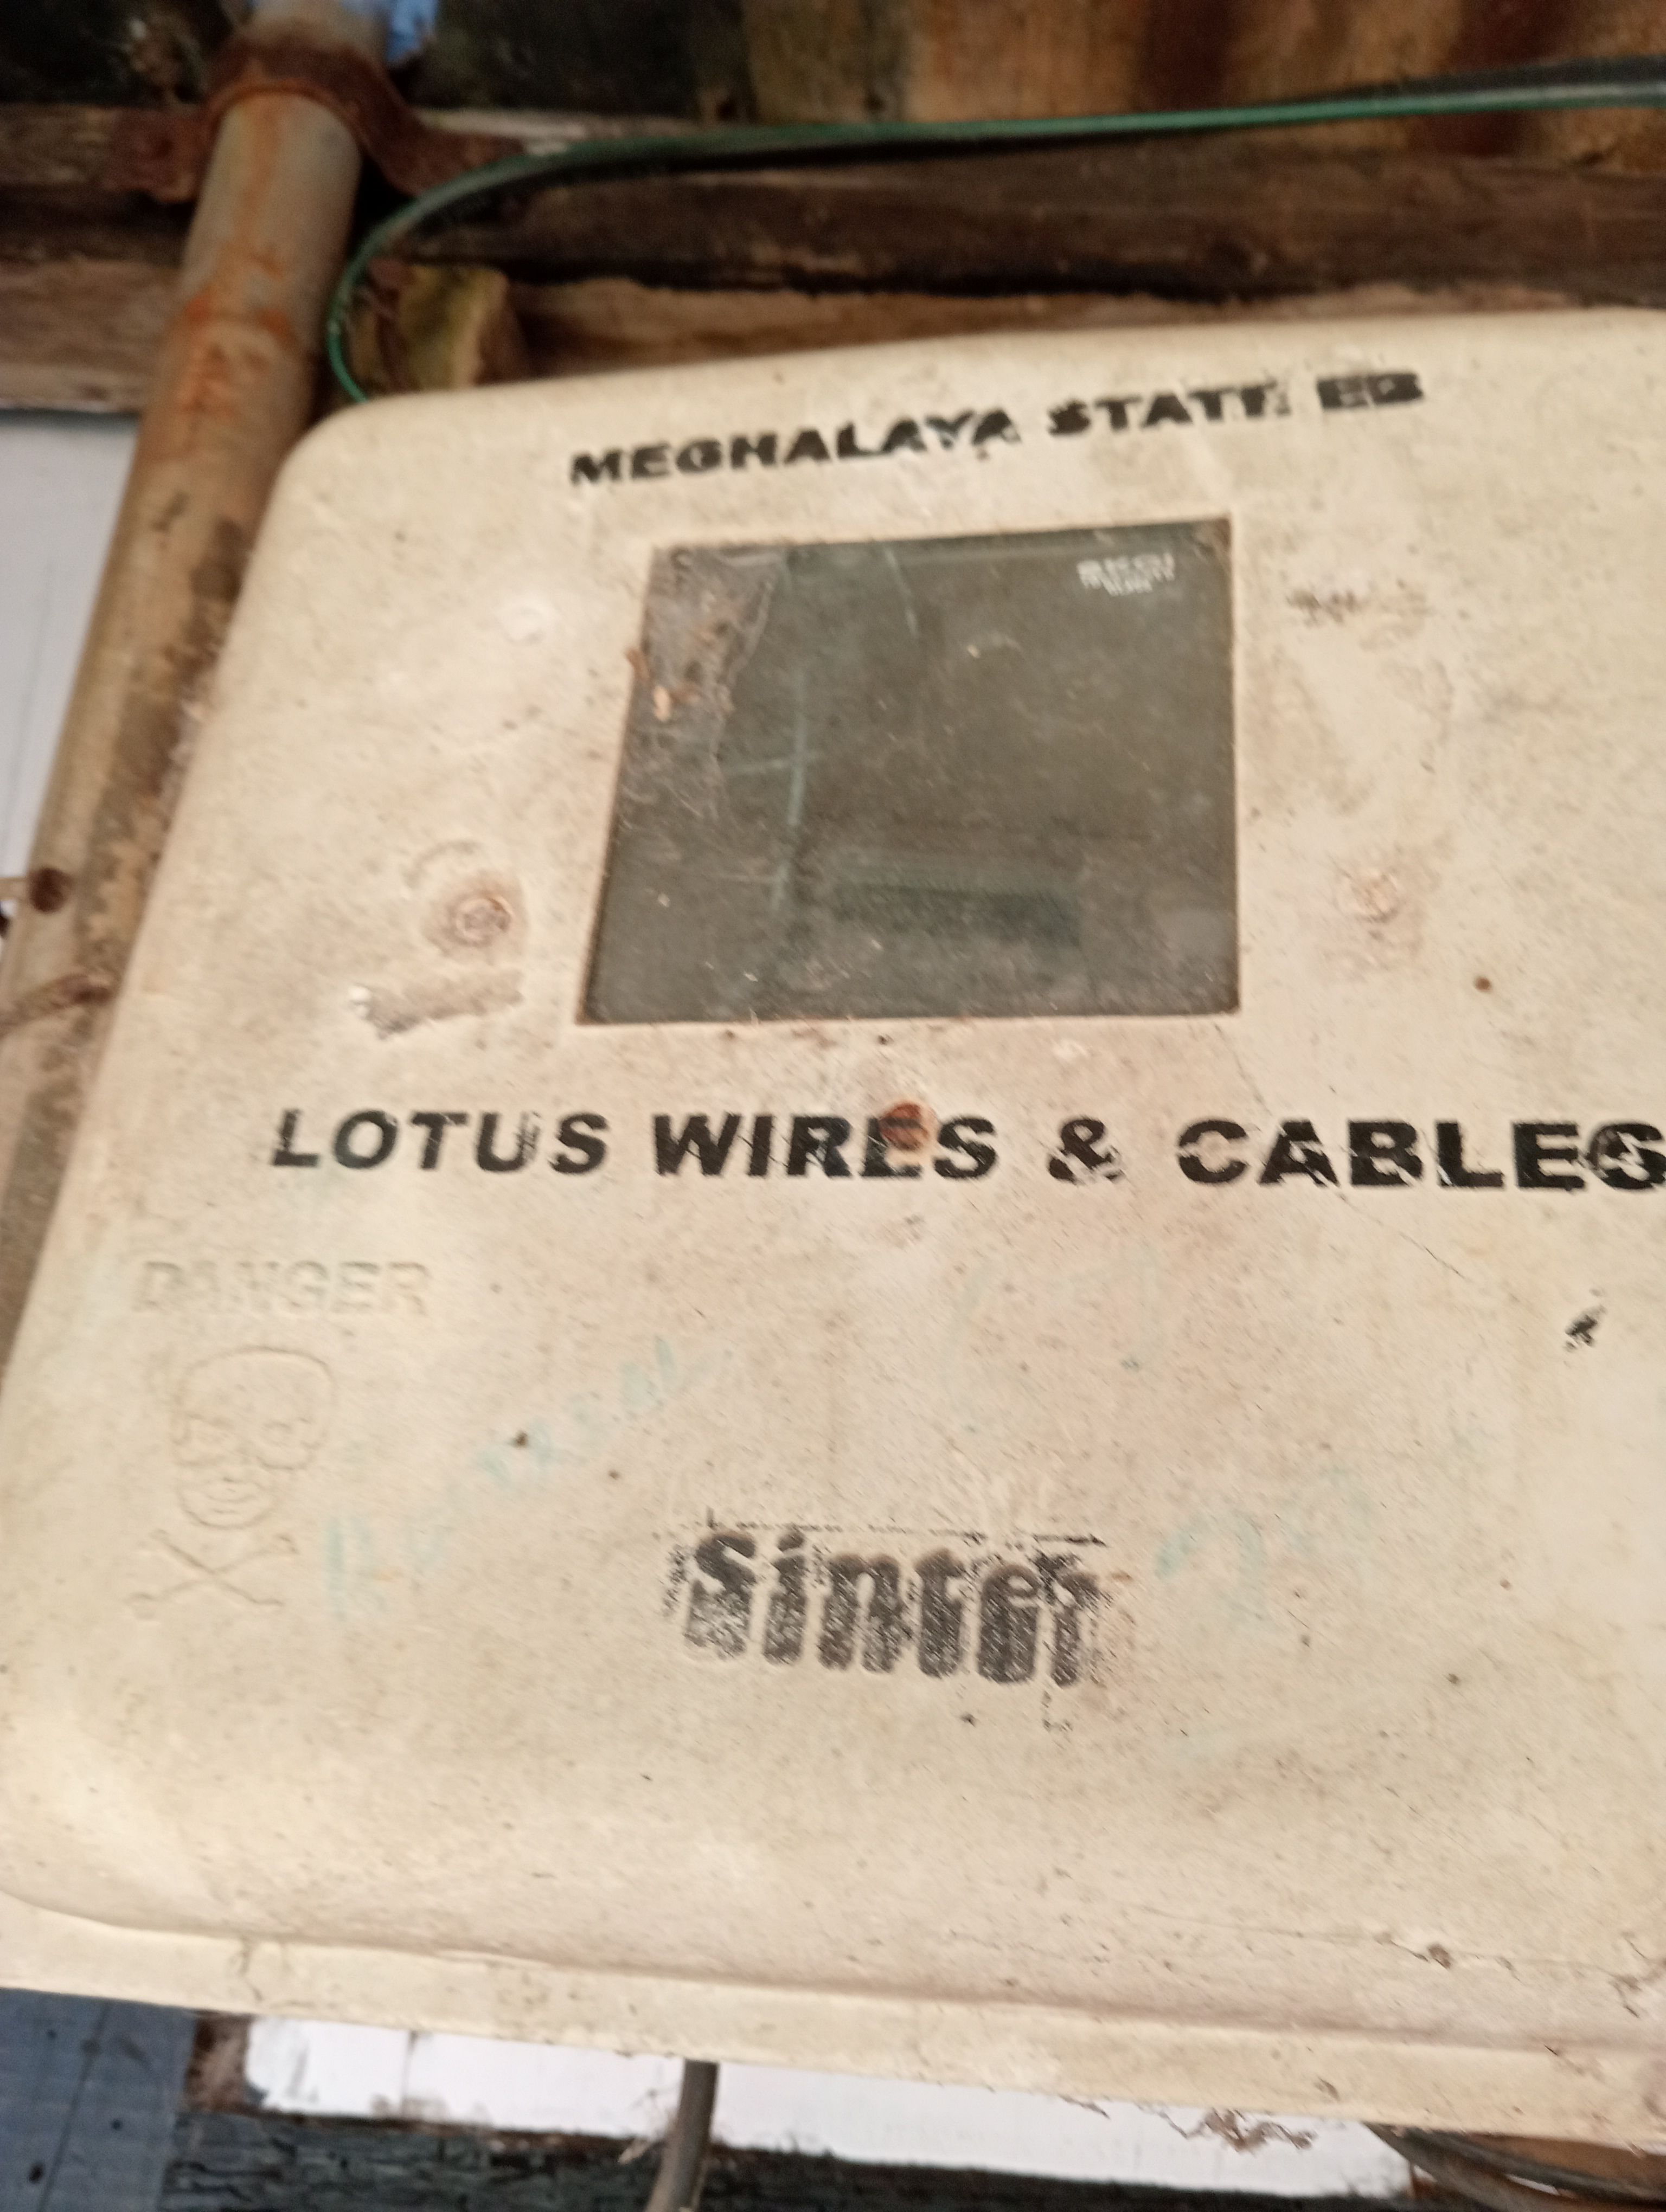 MEGHALAYA STATE EB
LOTUS WIRES & CABLES
DANGER
Sintex